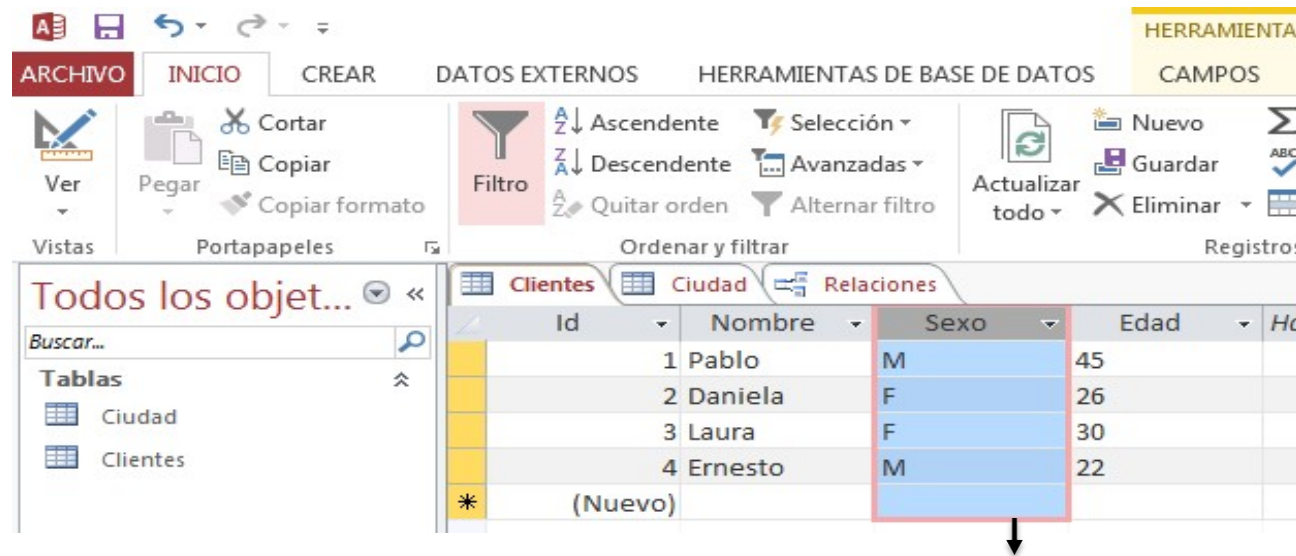 HERRAMIENTA
ARCHIVO INICIO CREAR DATOS EXTERNOS HERRAMIENTAS DE BASE DE DATOS CAMPOS
Ver
Vistas
Pegar
Cortar
Copiar
Copiar formato
Portapapeles
Filtro
Ascendente
Descendente
Quitar orden
Selección
Avanzadas
Alternar filtro
Ordenar y filtrar
Actualizar
todo
Nuevo
Guardar
Eliminar
ABC
Registros
Todos los objet...
Buscar...
Tablas
Ciudad
Clientes
Clientes Ciudad Relaciones
Id Nombre Sexo Edad
1 Pablo M 45
2 Daniela F 26
3 Laura F 30
4 Ernesto M 22
(Nuevo)